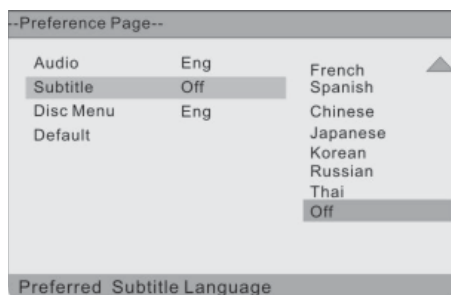 --Preference Page--
Audio Eng
Subtitle Off
Disc Menu Eng
Default
French
Spanish
Chinese
Japanese
Korean
Russian
Thai
Off
Preferred Subtitle Language